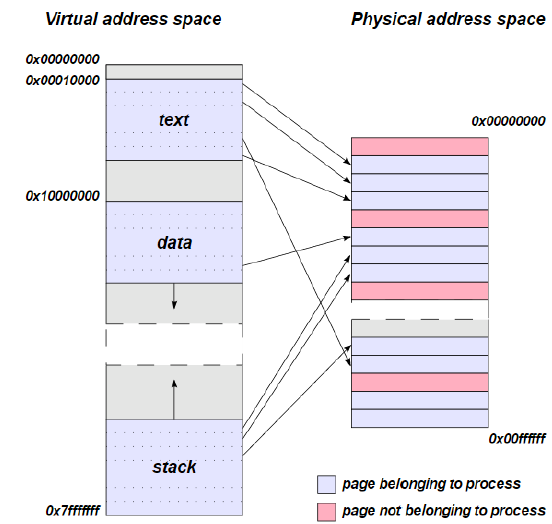 Virtual address space
Physical address space
0x00000000
0x00010000
text
0x00000000
0x10000000
data
stack
0x00ffffff
page belonging to process
0x7fffffff
page not belonging to process